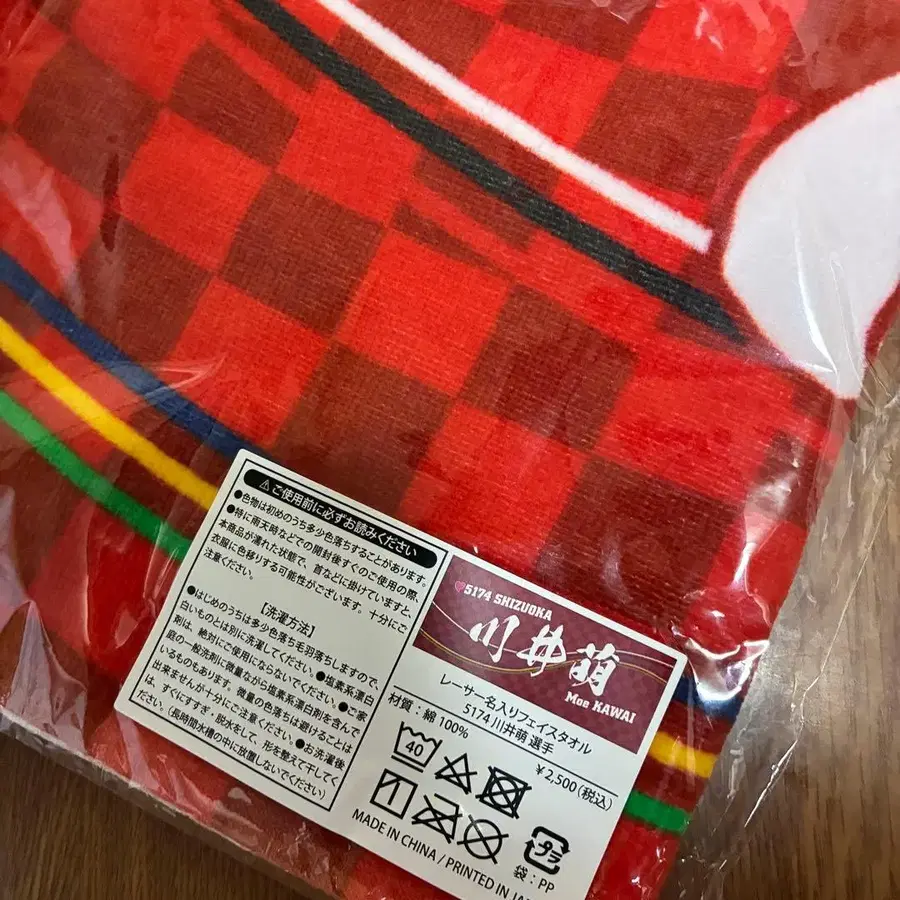 ⚠ご使用前に必ずお読みください
●色物は初めのうち多少色落ちすることがあります。
●特に雨天時などでの開封後すぐのご使用の際、
本商品が濡れた状態で、首などに掛けていますと、
衣服に色移りする可能性がございます。十分にご
注意ください。
【洗濯方法】
●はじめのうちは多少色落ち毛羽落ちしますので、
白いものとは別に洗濯してください。●塩素系漂白
剤は、絶対にご使用にならないでください。●ご家
庭の一般洗剤に微量ながら塩素系漂白剤を含んで
いるものもあります。微量の色落ちは避けることは
出来ませんが十分にご注意ください。●お洗濯後
は、すぐにすすぎ・脱水をして、形を整えて干してく
ださい。(長時間水槽の中に放置しないでください)
♥5174 SHIZUOKA
川井萌
Moe KAWAI
レーサー名入りフェイスタオル
5174 川井萌 選手
¥2,500(税込)
材質:綿 100%
40
プラ
袋:PP
MADE IN CHINA / PRINTED IN